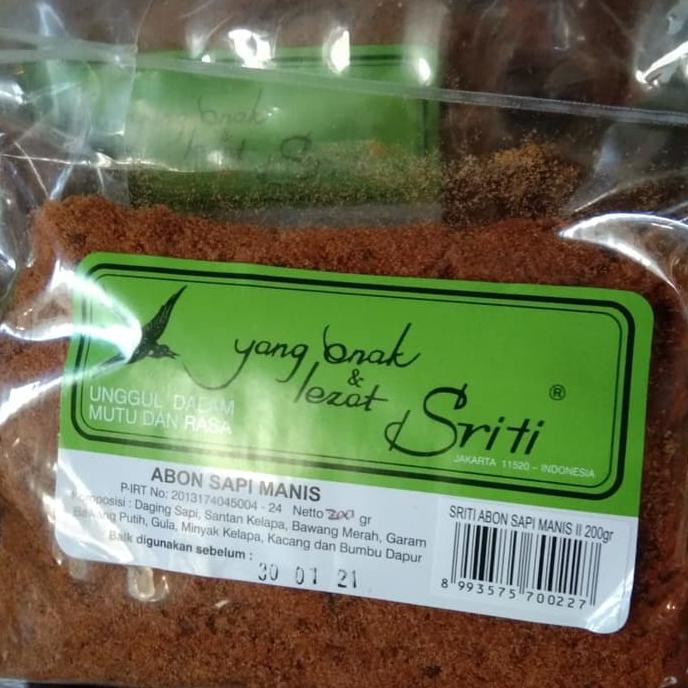 yang enak
& lezat Sriti ®
UNGGUL DALAM
MUTU DAN RASA
JAKARTA 11520 - INDONESIA
ABON SAPI MANIS
P-IRT No: 2013174045004 - 24 Netto 200 gr
Komposisi : Daging Sapi, Santan Kelapa, Bawang Merah, Garam
Bawang Putih, Gula, Minyak Kelapa, Kacang dan Bumbu Dapur
Baik digunakan sebelum :
30 01 21
SRITI ABON SAPI MANIS II 200gr
8 993575 700227